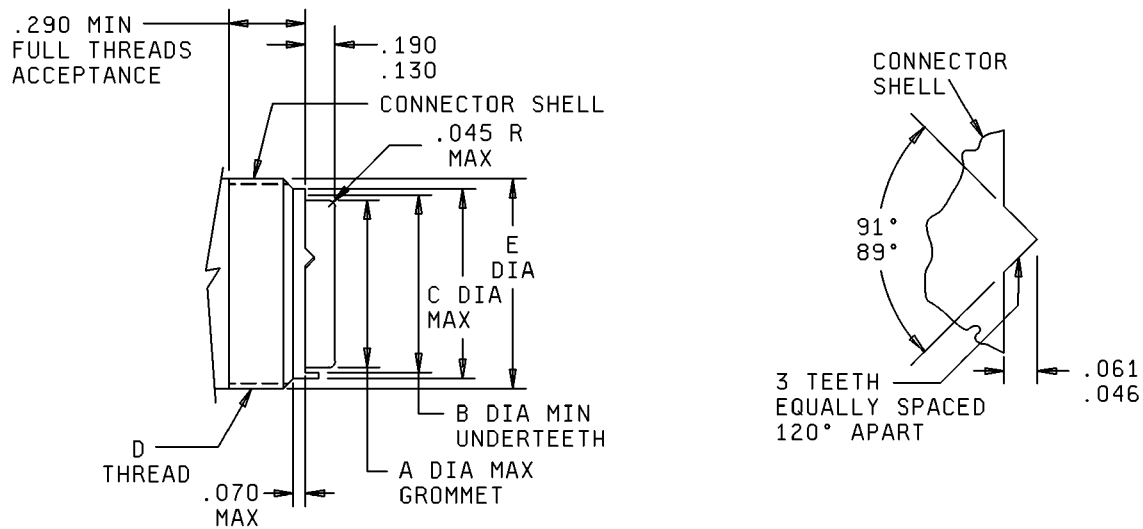 .290 MIN
FULL THREADS
ACCEPTANCE
.190
.130
CONNECTOR SHELL
.045 R
MAX
E
DIA
C DIA
MAX
B DIA MIN
UNDERTEETH
A DIA MAX
GROMMET
D
THREAD
.070
MAX
CONNECTOR
SHELL
91°
89°
3 TEETH
EQUALLY SPACED
120° APART
.061
.046